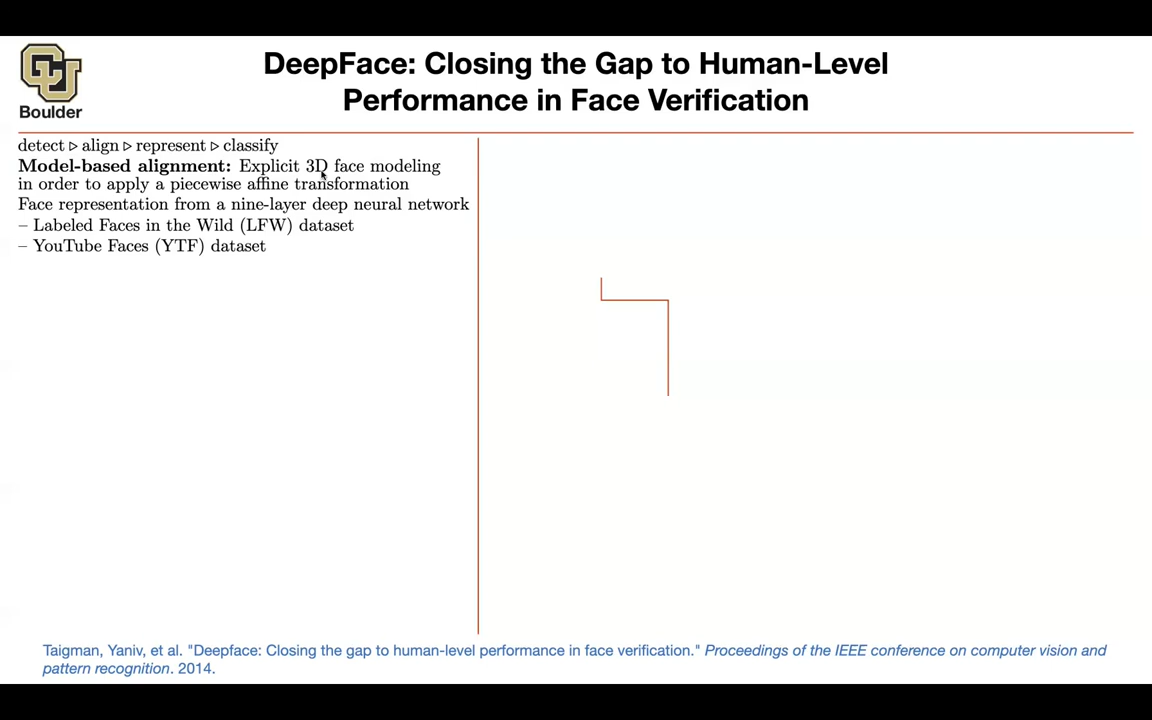 DeepFace: Closing the Gap to Human-Level
Performance in Face Verification
Boulder
detect ▷ align ▷ represent ▷ classify
Model-based alignment: Explicit 3D face modeling
in order to apply a piecewise affine transformation
Face representation from a nine-layer deep neural network
– Labeled Faces in the Wild (LFW) dataset
– YouTube Faces (YTF) dataset
Taigman, Yaniv, et al. "Deepface: Closing the gap to human-level performance in face verification." Proceedings of the IEEE conference on computer vision and
pattern recognition. 2014.